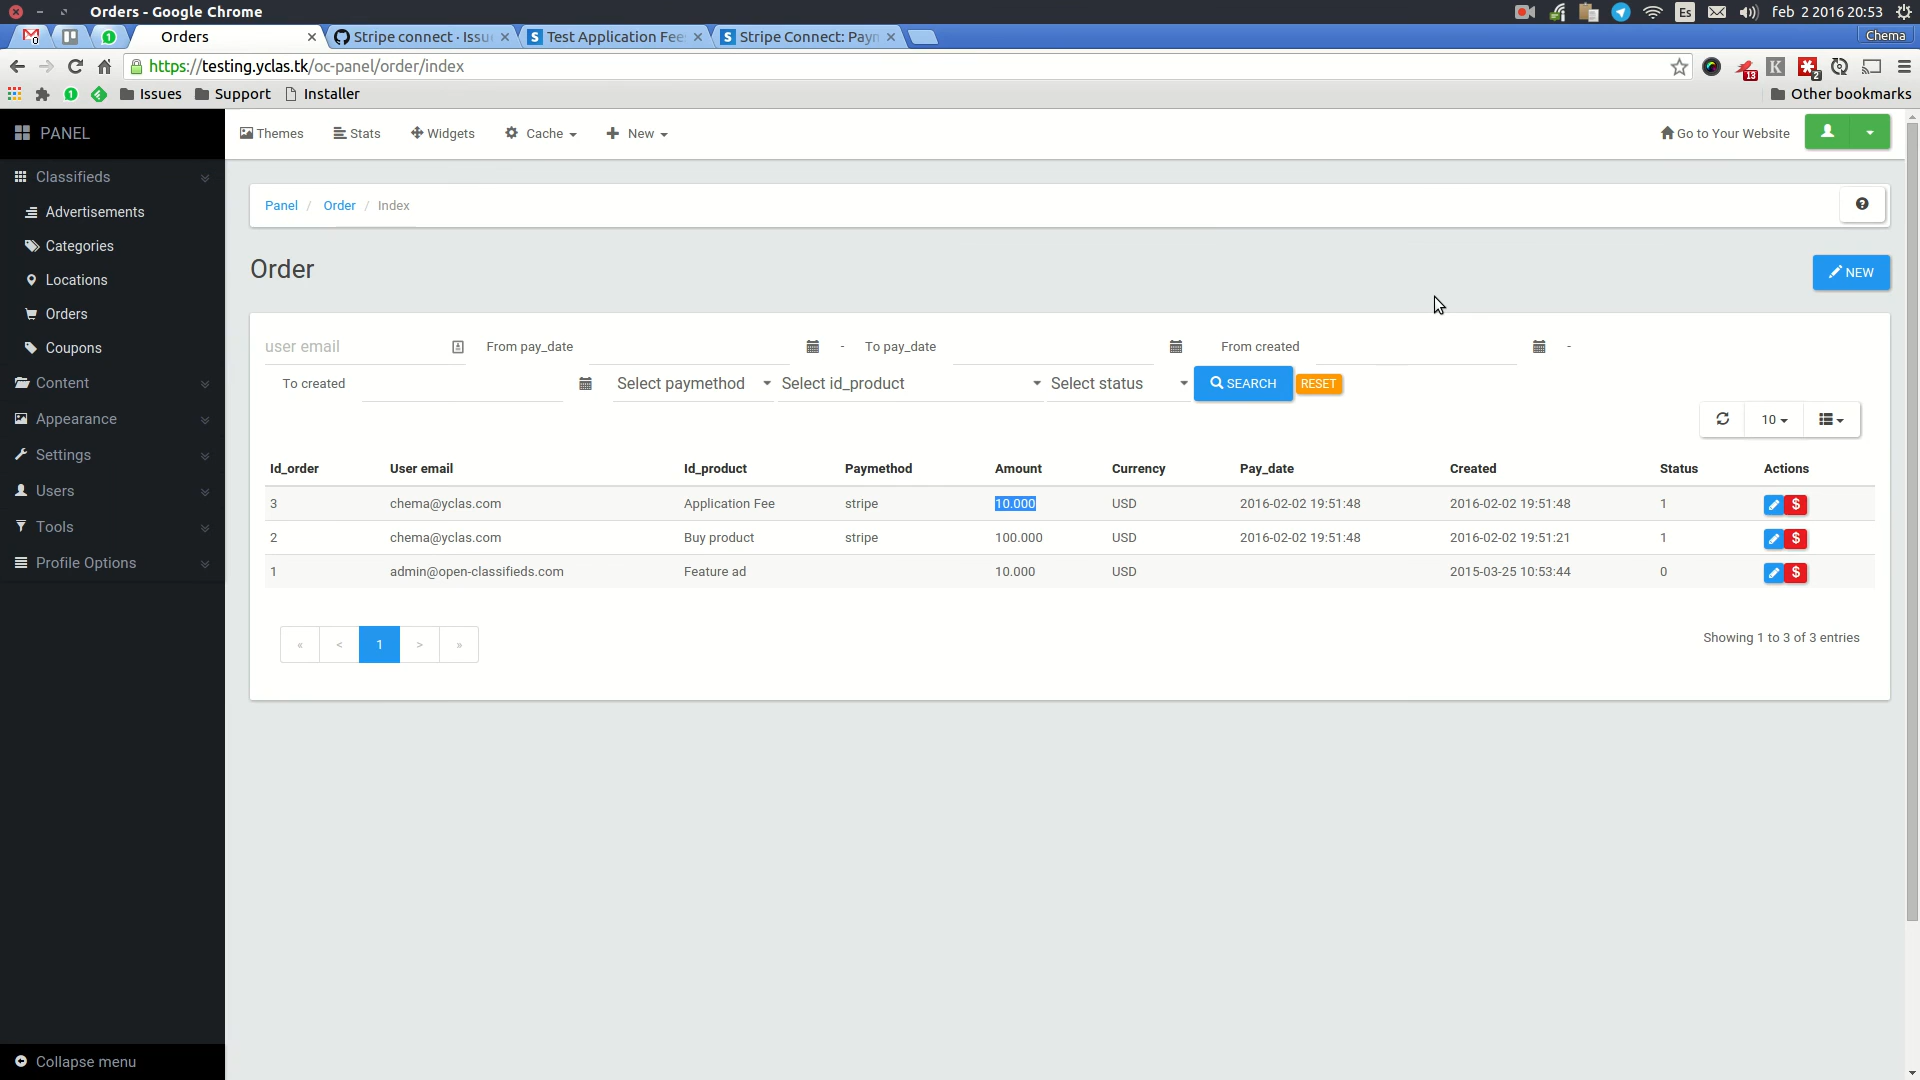 Orders - Google Chrome
Es
feb 2 2016 20:53
0
1
Orders
Stripe connect · Issu
Test Application Fee
Stripe Connect: Payn
Chema
https://testing.yclas.tk/oc-panel/order/index
13
K
2
1
Issues
Support
Installer
Other bookmarks
PANEL
Themes
Stats
Widgets
Cache
New
Go to Your Website
Classifieds
Advertisements
Categories
Locations
Orders
Coupons
Content
Appearance
Settings
Users
Tools
Profile Options
Collapse menu
Panel / Order / Index
Order
NEW
user email
From pay_date
- To pay_date
From created
-
To created
Select paymethod
Select id_product
Select status
SEARCH
RESET
10
Id_order User email Id_product Paymethod Amount Currency Pay_date Created Status Actions
3 chema@yclas.com Application Fee stripe 10.000 USD 2016-02-02 19:51:48 2016-02-02 19:51:48 1 $
2 chema@yclas.com Buy product stripe 100.000 USD 2016-02-02 19:51:48 2016-02-02 19:51:21 1 $
1 admin@open-classifieds.com Feature ad 10.000 USD 2015-03-25 10:53:44 0 $
« < 1 > »
Showing 1 to 3 of 3 entries